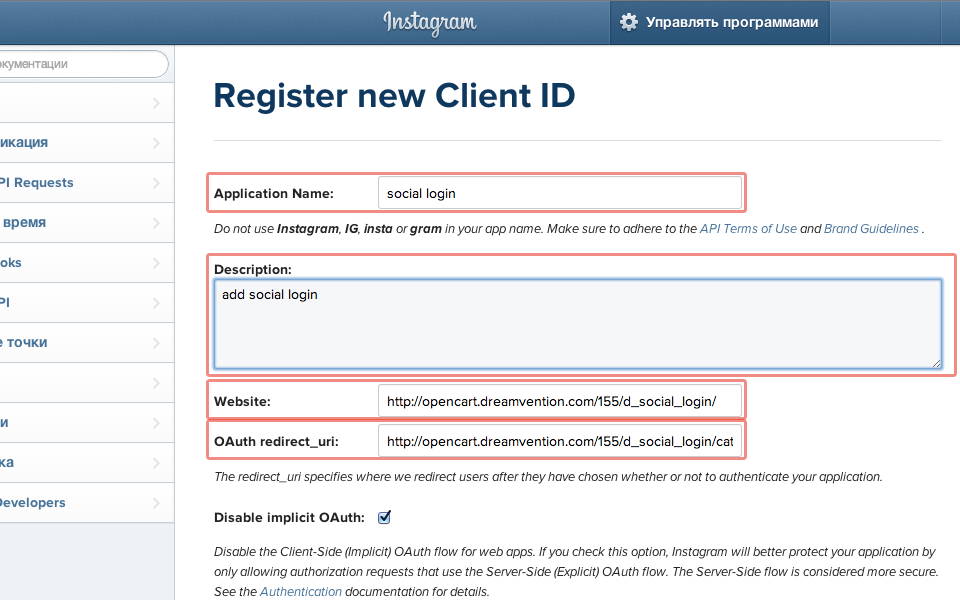 Instagram
Управлять программами
окументации
Register new Client ID
икация
PI Requests
время
oks
PI
е точки
и
ка
Developers
Application Name: social login
Do not use Instagram, IG, insta or gram in your app name. Make sure to adhere to the API Terms of Use and Brand Guidelines .
Description:
add social login
Website: http://opencart.dreamvention.com/155/d_social_login/
OAuth redirect_uri: http://opencart.dreamvention.com/155/d_social_login/cat
The redirect_uri specifies where we redirect users after they have chosen whether or not to authenticate your application.
Disable implicit OAuth:
Disable the Client-Side (Implicit) OAuth flow for web apps. If you check this option, Instagram will better protect your application by
only allowing authorization requests that use the Server-Side (Explicit) OAuth flow. The Server-Side flow is considered more secure.
See the Authentication documentation for details.